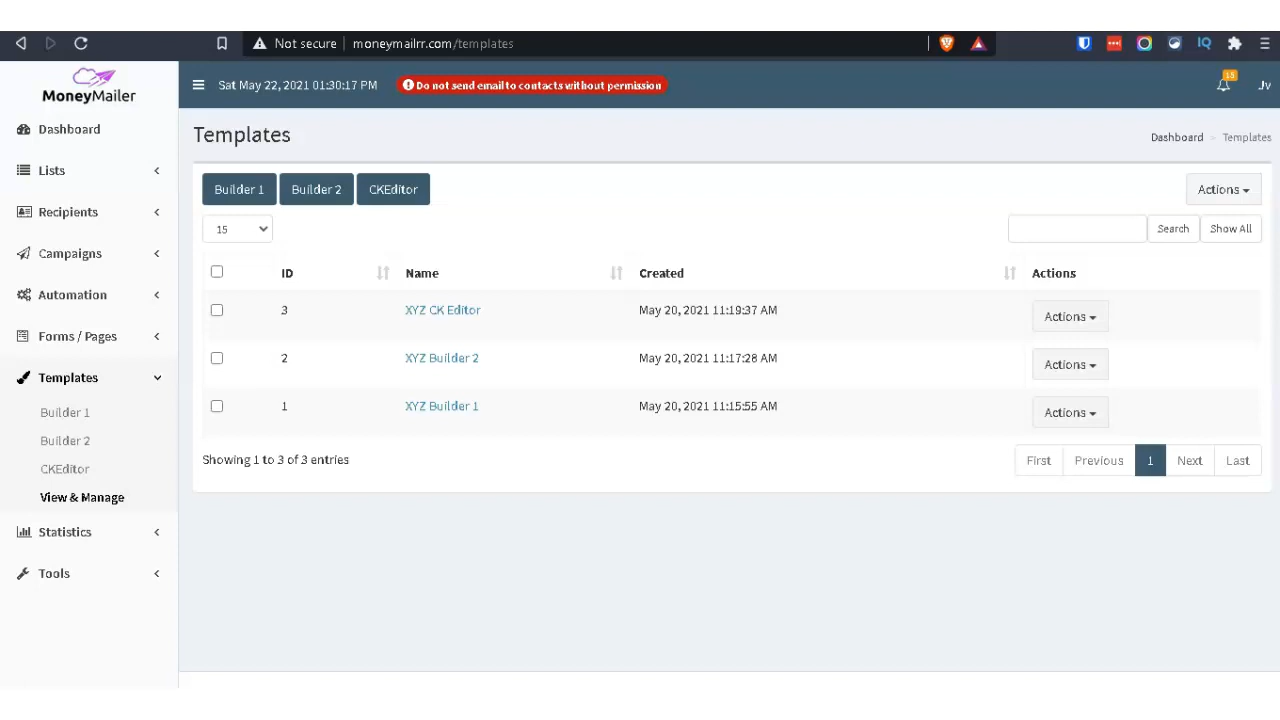 Not secure | moneymailrr.com/templates
IQ
MoneyMailer
Sat May 22, 2021 01:30:17 PM
Do not send email to contacts without permission
15
Jv
Dashboard
Lists
Recipients
Campaigns
Automation
Forms / Pages
Templates
Builder 1
Builder 2
CKEditor
View & Manage
Statistics
Tools
Templates
Dashboard > Templates
Builder 1 Builder 2 CKEditor Actions
15 Search Show All
ID Name Created Actions
3 XYZ CK Editor May 20, 2021 11:19:37 AM Actions
2 XYZ Builder 2 May 20, 2021 11:17:28 AM Actions
1 XYZ Builder 1 May 20, 2021 11:15:55 AM Actions
Showing 1 to 3 of 3 entries First Previous 1 Next Last